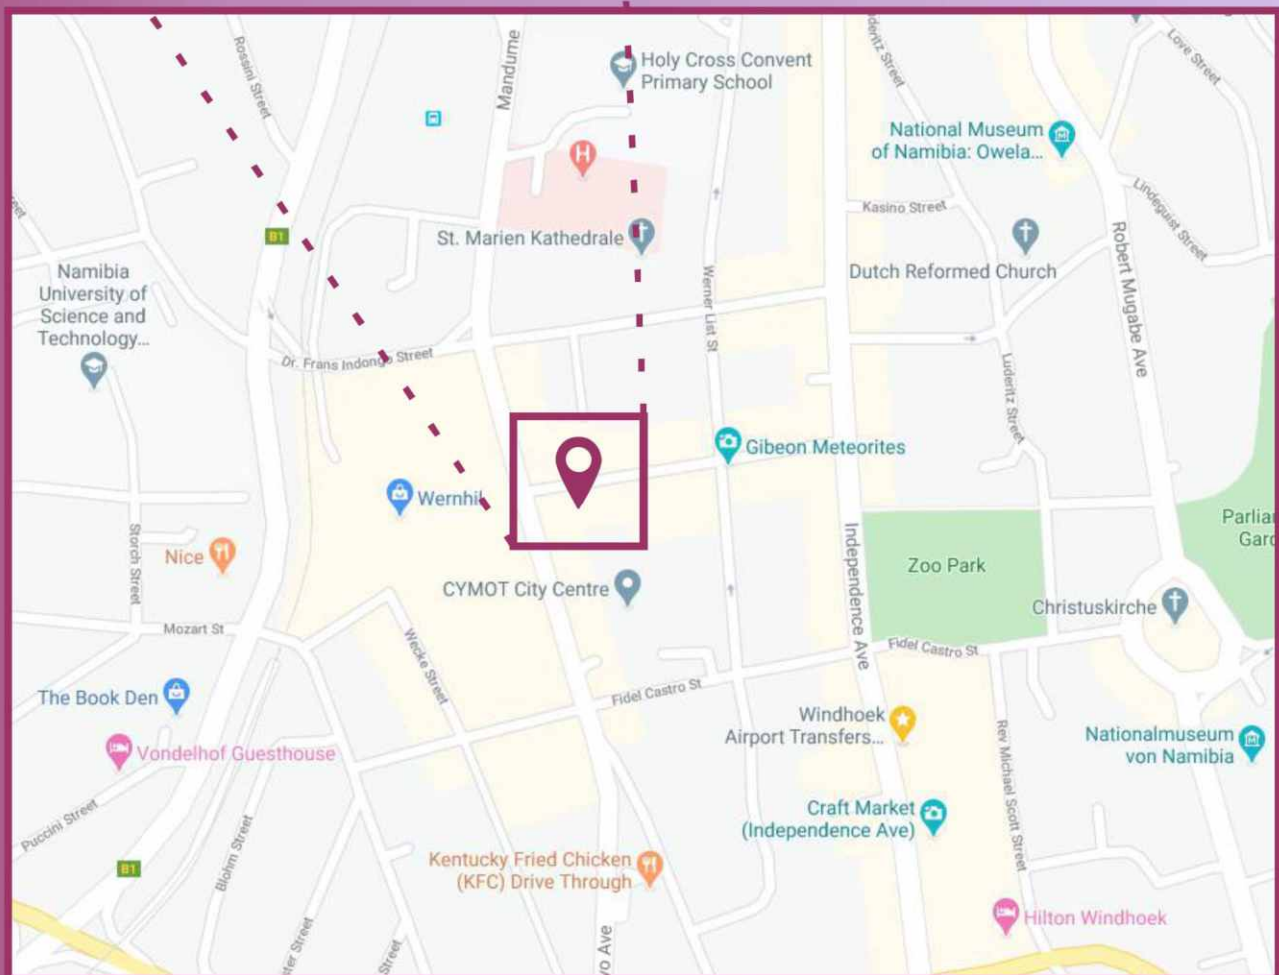 Rossini Street
Mandume
Holy Cross Convent
Primary School
Love Street
National Museum
of Namibia: Owela...
H
Lindeguist Street
Kasino Street
B1
St. Marien Kathedrale
Robert Mugabe Ave
Namibia
University of
Science and
Technology...
Werner List St
Dutch Reformed Church
Dr. Frans Indongo Street
Luderitz Street
Gibeon Meteorites
Wernhil
Storch Street
Nice
Independence Ave
Zoo Park
CYMOT City Centre
Christuskirche
Mozart St
Wecke Street
Fidel Castro St
Fidel Castro St
The Book Den
Windhoek
Airport Transfers...
Vondelhof Guesthouse
Nationalmuseum
von Namibia
Rev Michael Scott Street
Puccini Street
Craft Market
(Independence Ave)
Blohm Street
B1
Kentucky Fried Chicken
(KFC) Drive Through
Hilton Windhoek
Street
Ave